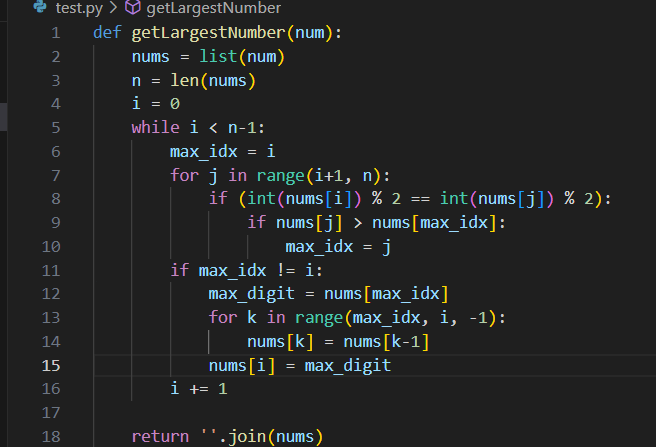 test.py > getLargestNumber
1 def getLargestNumber(num):
2     nums = list(num)
3     n = len(nums)
4     i = 0
5     while i < n-1:
6         max_idx = i
7         for j in range(i+1, n):
8             if (int(nums[i]) % 2 == int(nums[j]) % 2):
9                 if nums[j] > nums[max_idx]:
10                     max_idx = j
11         if max_idx != i:
12             max_digit = nums[max_idx]
13             for k in range(max_idx, i, -1):
14                 nums[k] = nums[k-1]
15             nums[i] = max_digit
16         i += 1
17
18     return ''.join(nums)